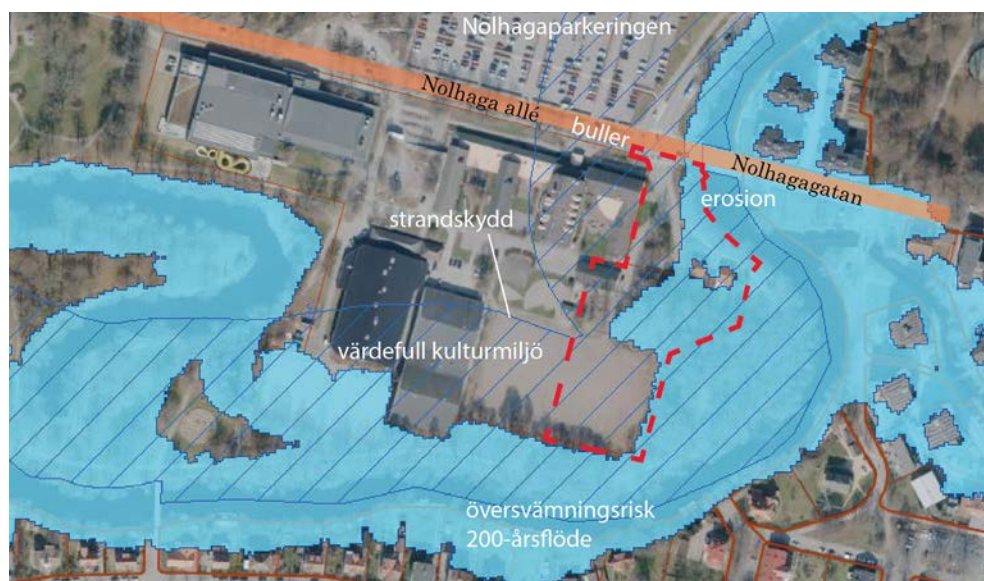 Nolhagaparkeringen
Nolhaga allé
buller
Nolhagagatan
erosion
strandskydd
värdefull kulturmiljö
översvämningsrisk
200-årsflöde